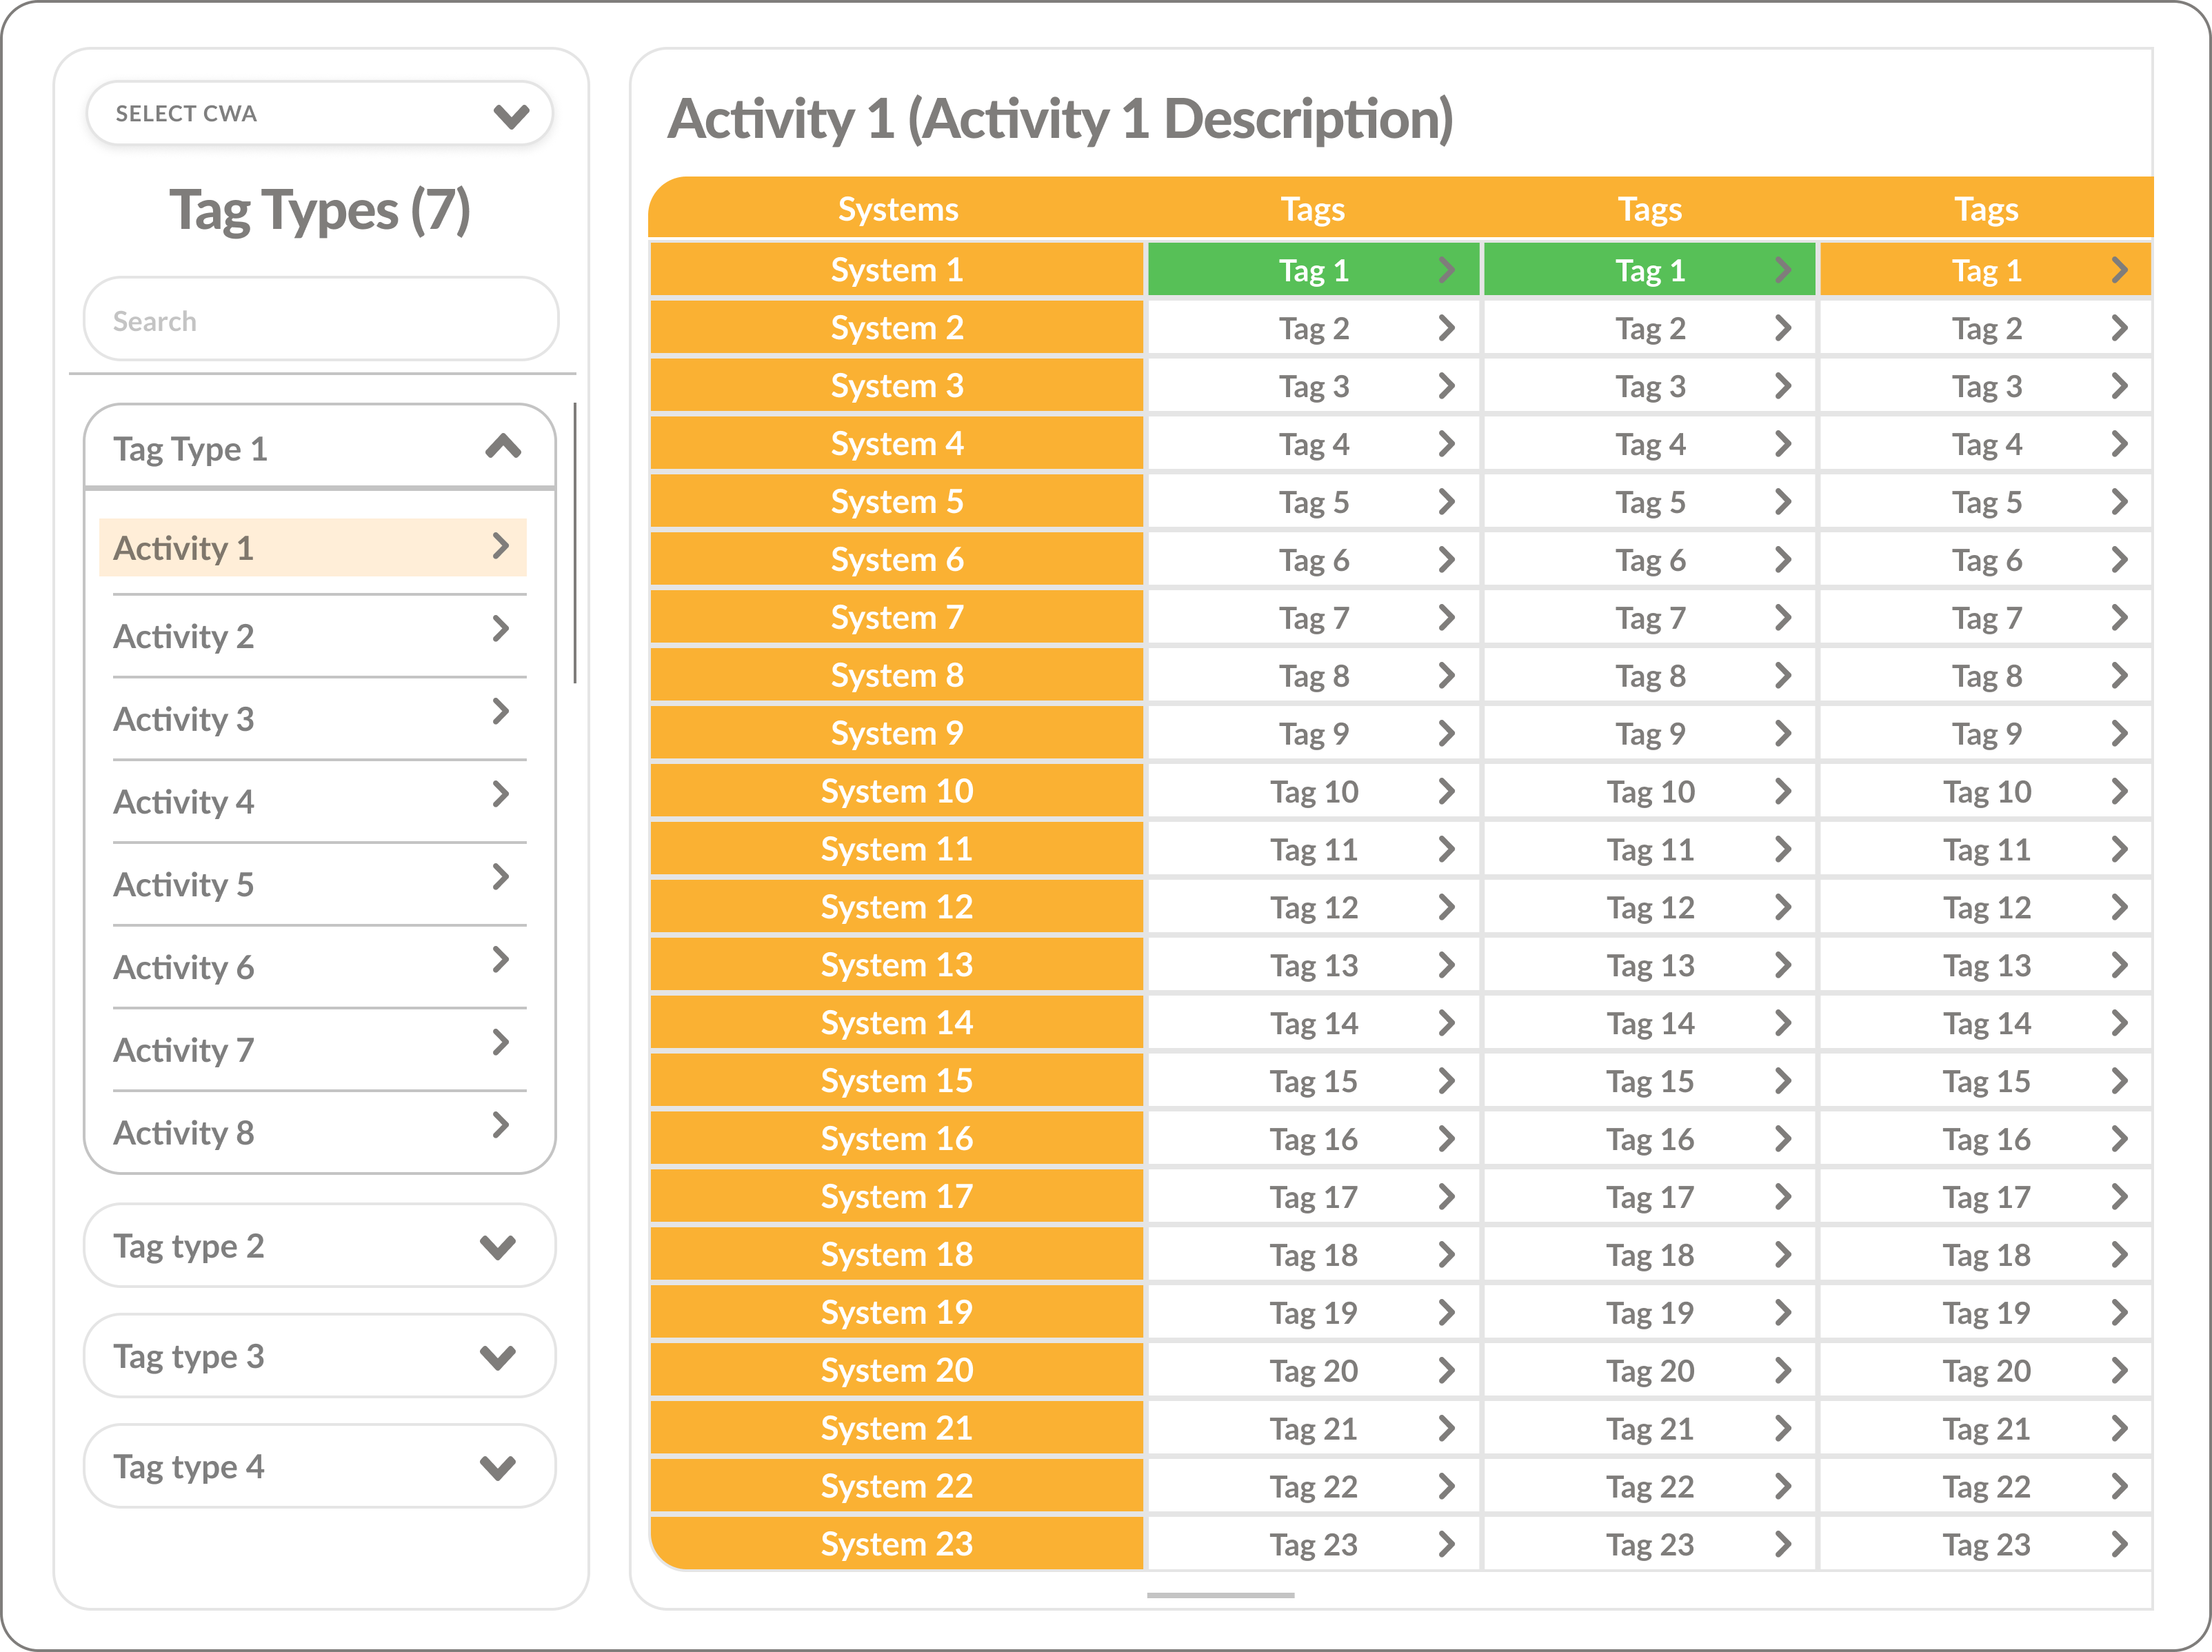 SELECT CWA
Tag Types (7)
Search
Tag Type 1
Activity 1
Activity 2
Activity 3
Activity 4
Activity 5
Activity 6
Activity 7
Activity 8
Tag type 2
Tag type 3
Tag type 4
Activity 1 (Activity 1 Description)
Systems Tags Tags Tags
System 1 Tag 1 Tag 1 Tag 1
System 2 Tag 2 Tag 2 Tag 2
System 3 Tag 3 Tag 3 Tag 3
System 4 Tag 4 Tag 4 Tag 4
System 5 Tag 5 Tag 5 Tag 5
System 6 Tag 6 Tag 6 Tag 6
System 7 Tag 7 Tag 7 Tag 7
System 8 Tag 8 Tag 8 Tag 8
System 9 Tag 9 Tag 9 Tag 9
System 10 Tag 10 Tag 10 Tag 10
System 11 Tag 11 Tag 11 Tag 11
System 12 Tag 12 Tag 12 Tag 12
System 13 Tag 13 Tag 13 Tag 13
System 14 Tag 14 Tag 14 Tag 14
System 15 Tag 15 Tag 15 Tag 15
System 16 Tag 16 Tag 16 Tag 16
System 17 Tag 17 Tag 17 Tag 17
System 18 Tag 18 Tag 18 Tag 18
System 19 Tag 19 Tag 19 Tag 19
System 20 Tag 20 Tag 20 Tag 20
System 21 Tag 21 Tag 21 Tag 21
System 22 Tag 22 Tag 22 Tag 22
System 23 Tag 23 Tag 23 Tag 23